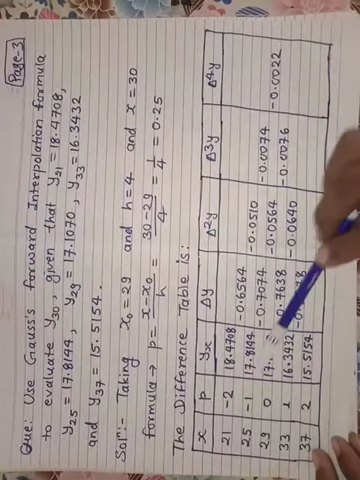 Page-3
Que: Use Gauss's forward Interpolation formula
to evaluate y30, given that y21 = 18.4708,
y25 = 17.8144, y29 = 17.1070, y33 = 16.3432
and y37 = 15.5154.
Sol:- Taking x0 = 29 and h = 4 and x = 30
formula → p = x-x0/h = 30-29/4 = 1/4 = 0.25
The Difference Table is:
x P yx Δy Δ2y Δ3y Δ4y
21 -2 18.4708
-0.6564
25 -1 17.8144 -0.0510
-0.7074 -0.0074
29 0 17. -0.0564 -0.0022
-0.7638 -0.0076
33 1 16.3432 -0.0640
37 2 15.5154